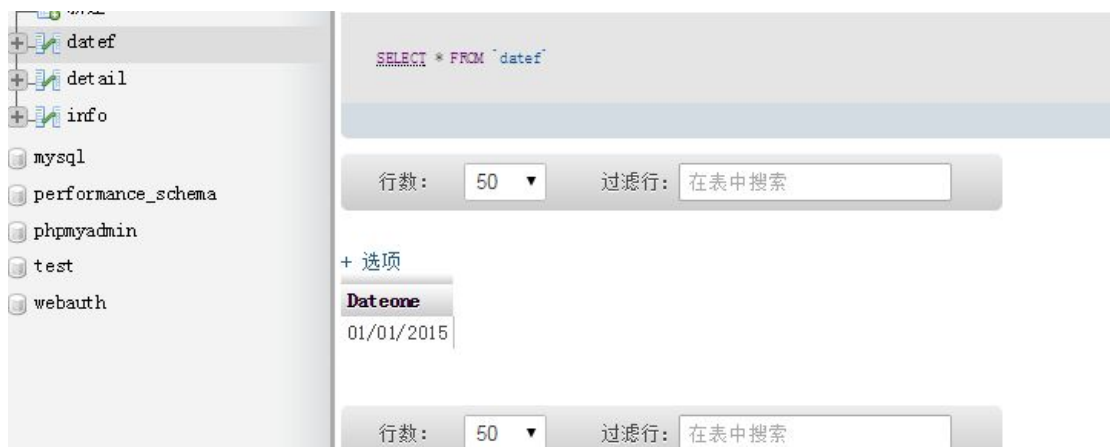 datef
detail
info
mysql
performance_schema
phpmyadmin
test
webauth
SELECT * FROM `datef`
行数： 50 过滤行： 在表中搜索
+ 选项
Dateone
01/01/2015
行数： 50 过滤行： 在表中搜索